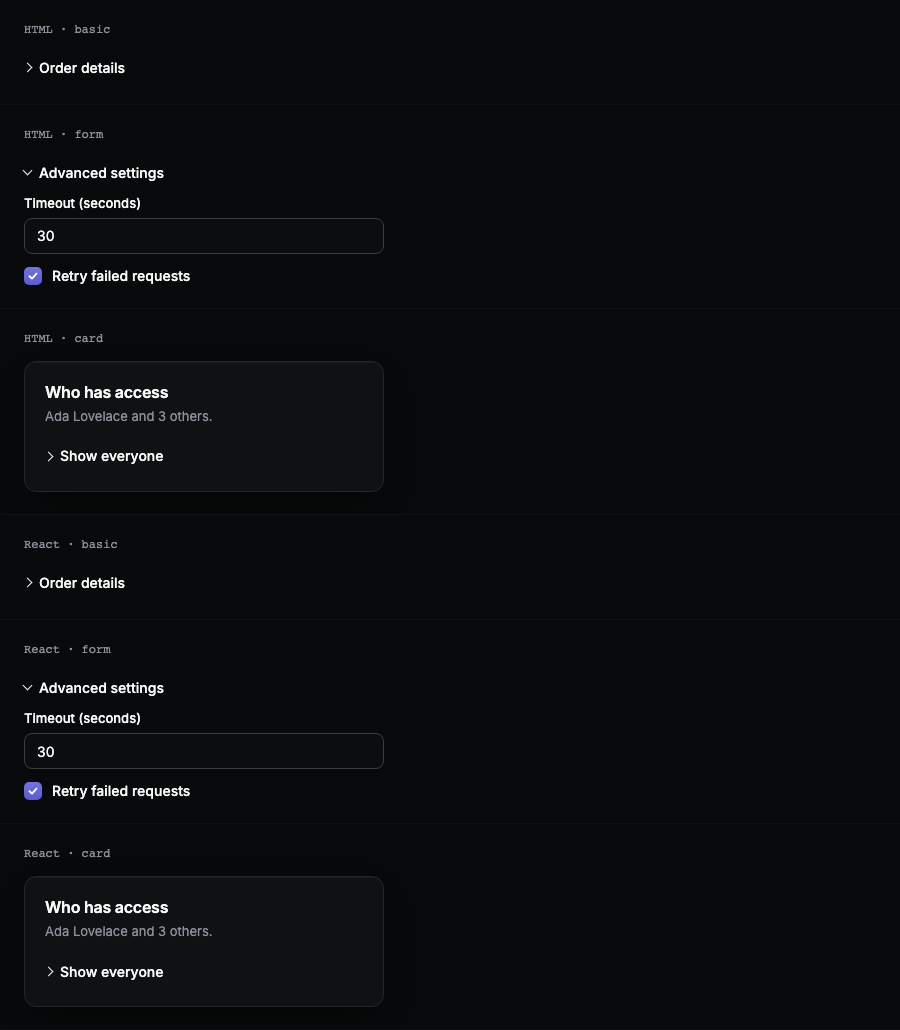 HTML · basic
Order details
HTML · form
Advanced settings
Timeout (seconds)
30
Retry failed requests
HTML · card
Who has access
Ada Lovelace and 3 others.
Show everyone
React · basic
Order details
React · form
Advanced settings
Timeout (seconds)
30
Retry failed requests
React · card
Who has access
Ada Lovelace and 3 others.
Show everyone